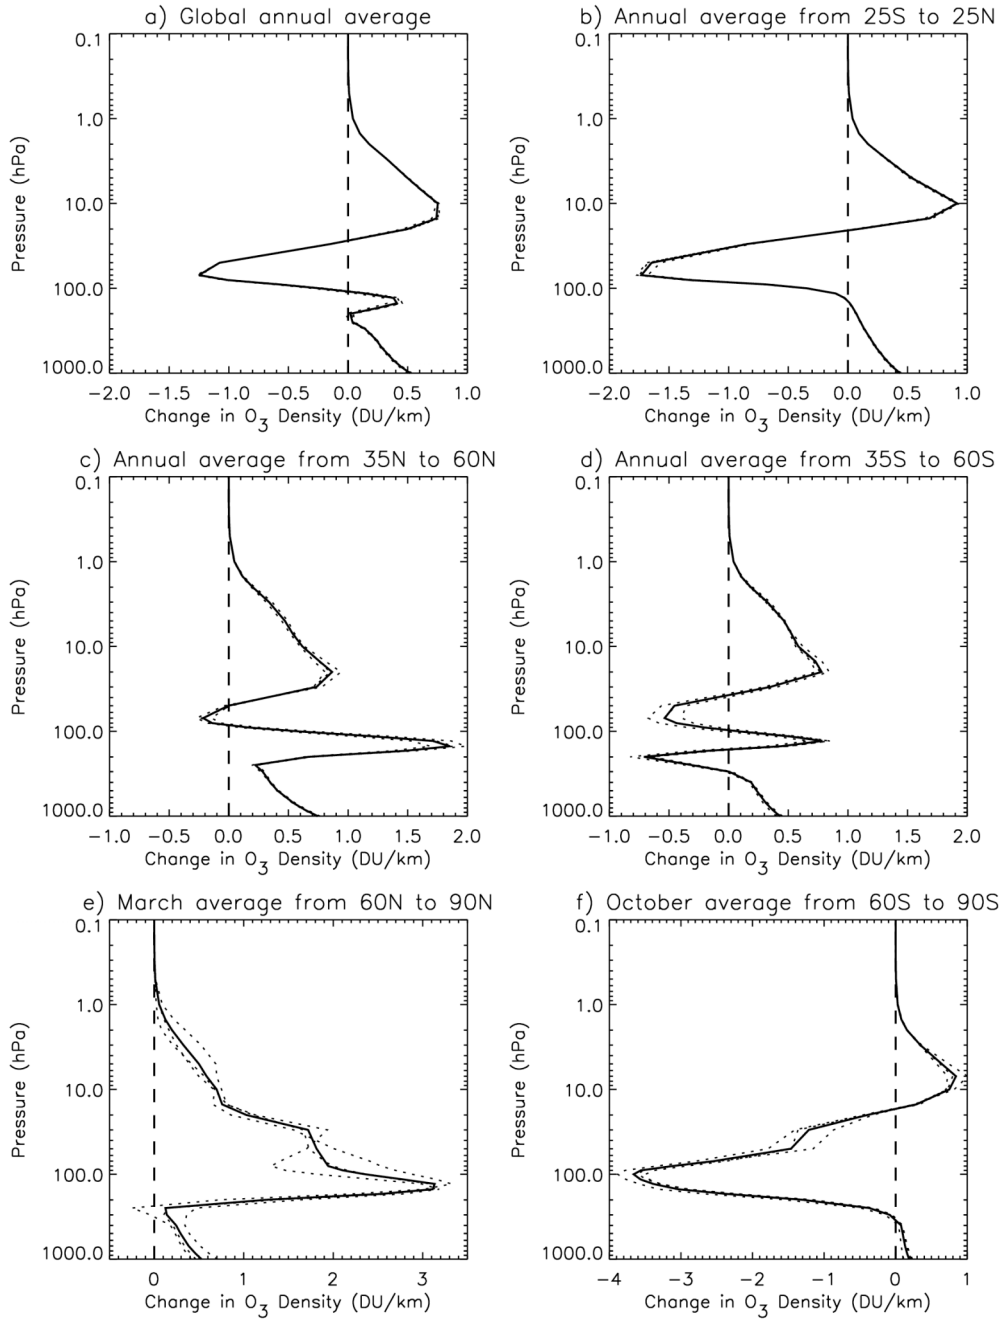 a) Global annual average
0.1
1.0
10.0
100.0
1000.0
Pressure (hPa)
−2.0 −1.5 −1.0 −0.5 0.0 0.5 1.0
Change in O3 Density (DU/km)
b) Annual average from 25S to 25N
0.1
1.0
10.0
100.0
1000.0
Pressure (hPa)
−2.0 −1.5 −1.0 −0.5 0.0 0.5 1.0
Change in O3 Density (DU/km)
c) Annual average from 35N to 60N
0.1
1.0
10.0
100.0
1000.0
Pressure (hPa)
−1.0 −0.5 0.0 0.5 1.0 1.5 2.0
Change in O3 Density (DU/km)
d) Annual average from 35S to 60S
0.1
1.0
10.0
100.0
1000.0
Pressure (hPa)
−1.0 −0.5 0.0 0.5 1.0 1.5 2.0
Change in O3 Density (DU/km)
e) March average from 60N to 90N
0.1
1.0
10.0
100.0
1000.0
Pressure (hPa)
0 1 2 3
Change in O3 Density (DU/km)
f) October average from 60S to 90S
0.1
1.0
10.0
100.0
1000.0
Pressure (hPa)
−4 −3 −2 −1 0 1
Change in O3 Density (DU/km)